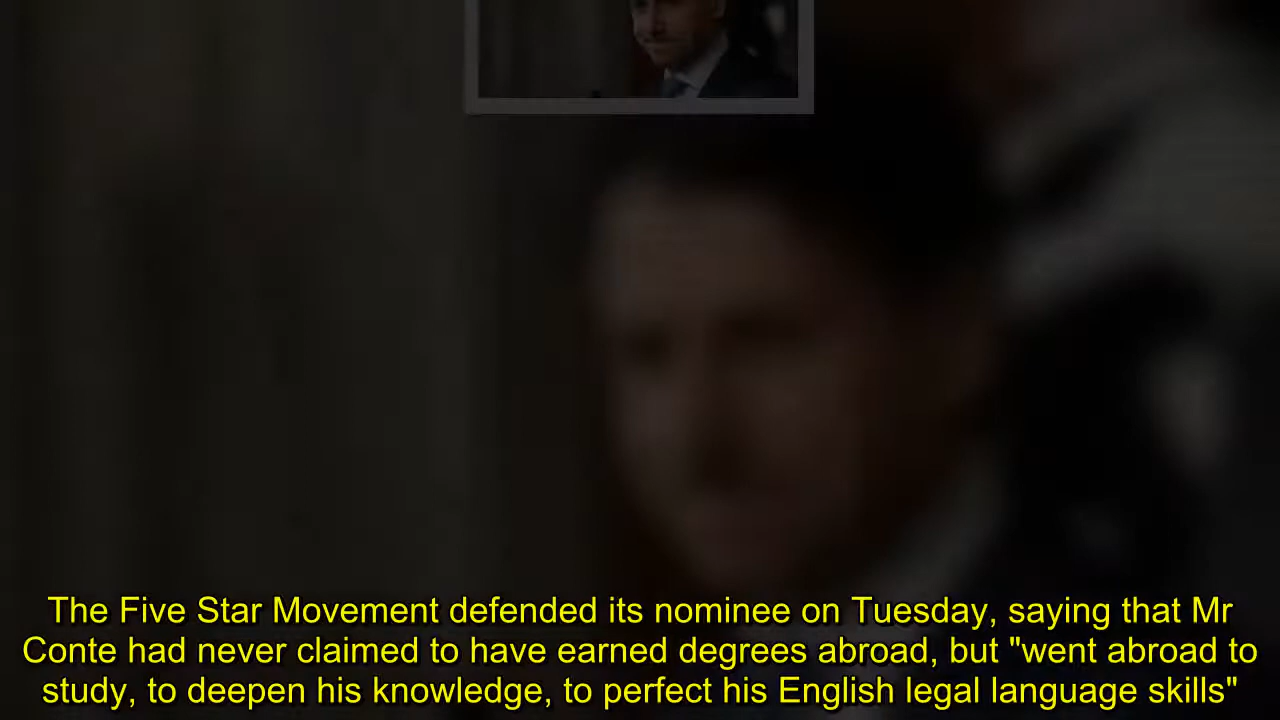 The Five Star Movement defended its nominee on Tuesday, saying that Mr
Conte had never claimed to have earned degrees abroad, but "went abroad to
study, to deepen his knowledge, to perfect his English legal language skills"